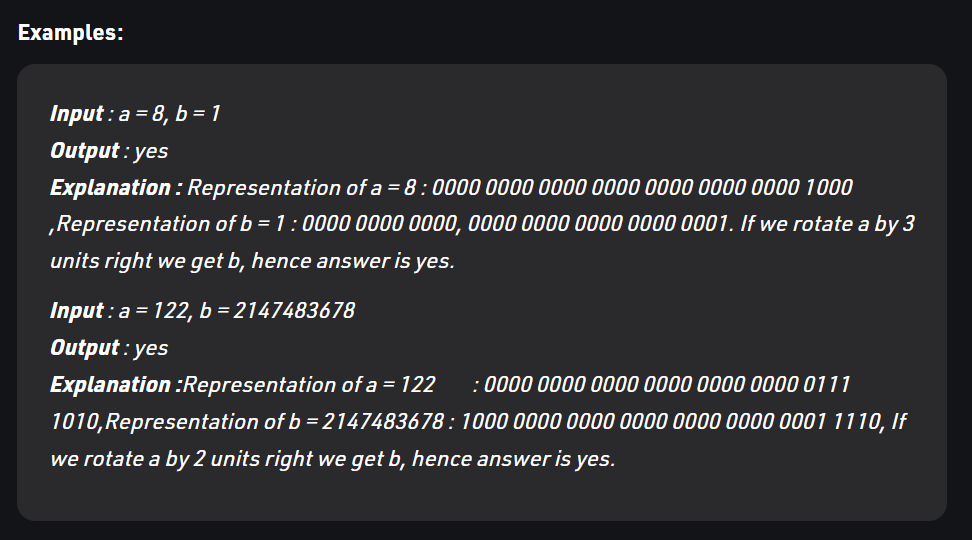 Examples:
Input : a = 8, b = 1
Output : yes
Explanation : Representation of a = 8 : 0000 0000 0000 0000 0000 0000 0000 1000
,Representation of b = 1 : 0000 0000 0000, 0000 0000 0000 0000 0001. If we rotate a by 3
units right we get b, hence answer is yes.
Input : a = 122, b = 2147483678
Output : yes
Explanation :Representation of a = 122 : 0000 0000 0000 0000 0000 0000 0111
1010,Representation of b = 2147483678 : 1000 0000 0000 0000 0000 0000 0001 1110, If
we rotate a by 2 units right we get b, hence answer is yes.